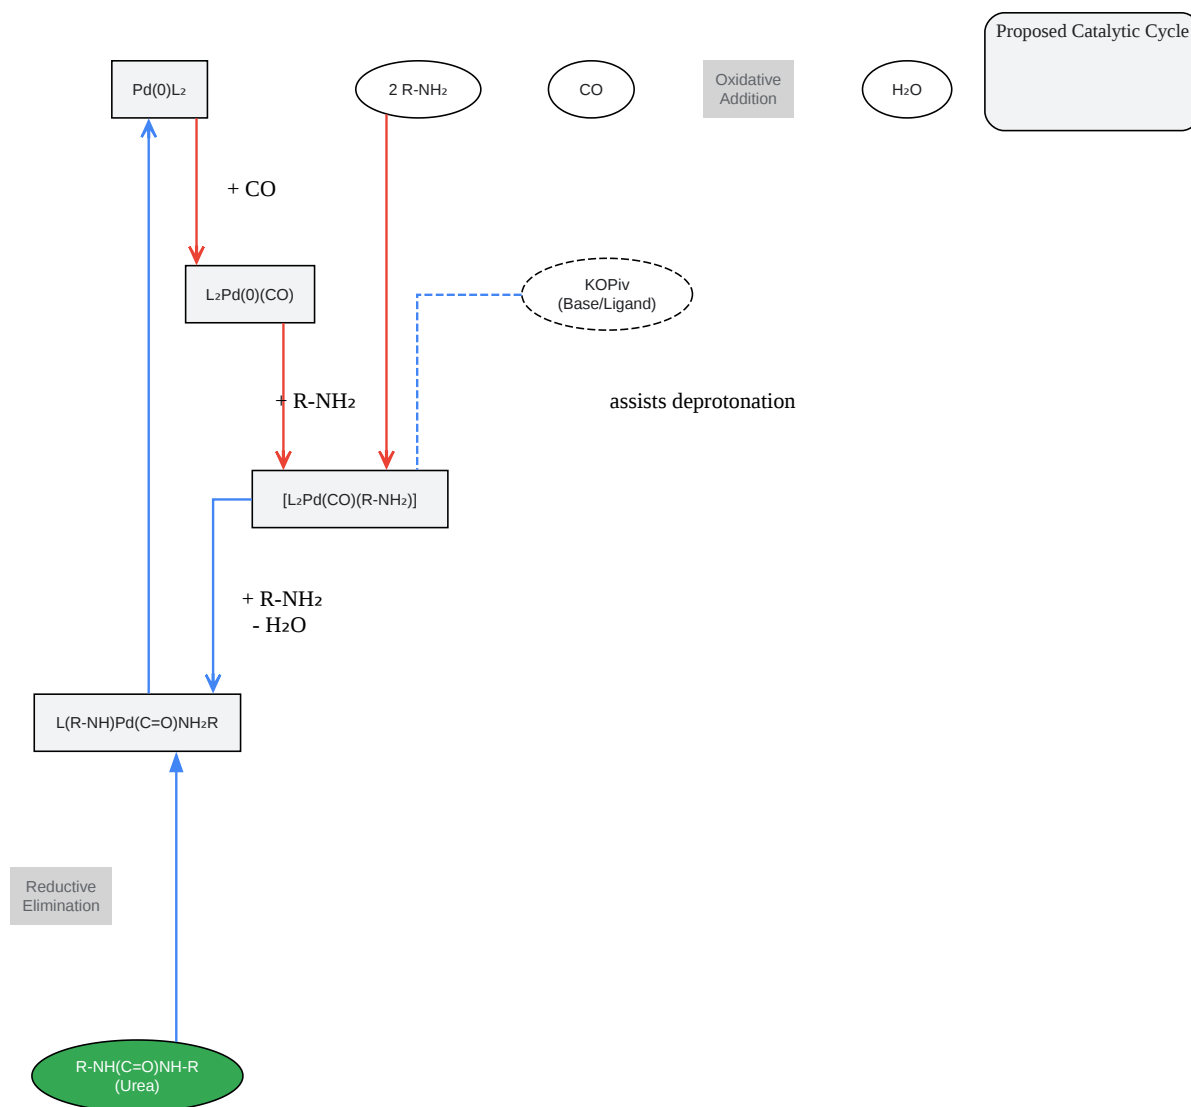 Proposed Catalytic Cycle
Pd(0)L₂
2 R-NH₂
CO
Oxidative
Addition
H₂O
+ CO
L₂Pd(0)(CO)
KOPiv
(Base/Ligand)
+ R-NH₂
assists deprotonation
[L₂Pd(CO)(R-NH₂)]
+ R-NH₂
- H₂O
L(R-NH)Pd(C=O)NH₂R
Reductive
Elimination
R-NH(C=O)NH-R
(Urea)